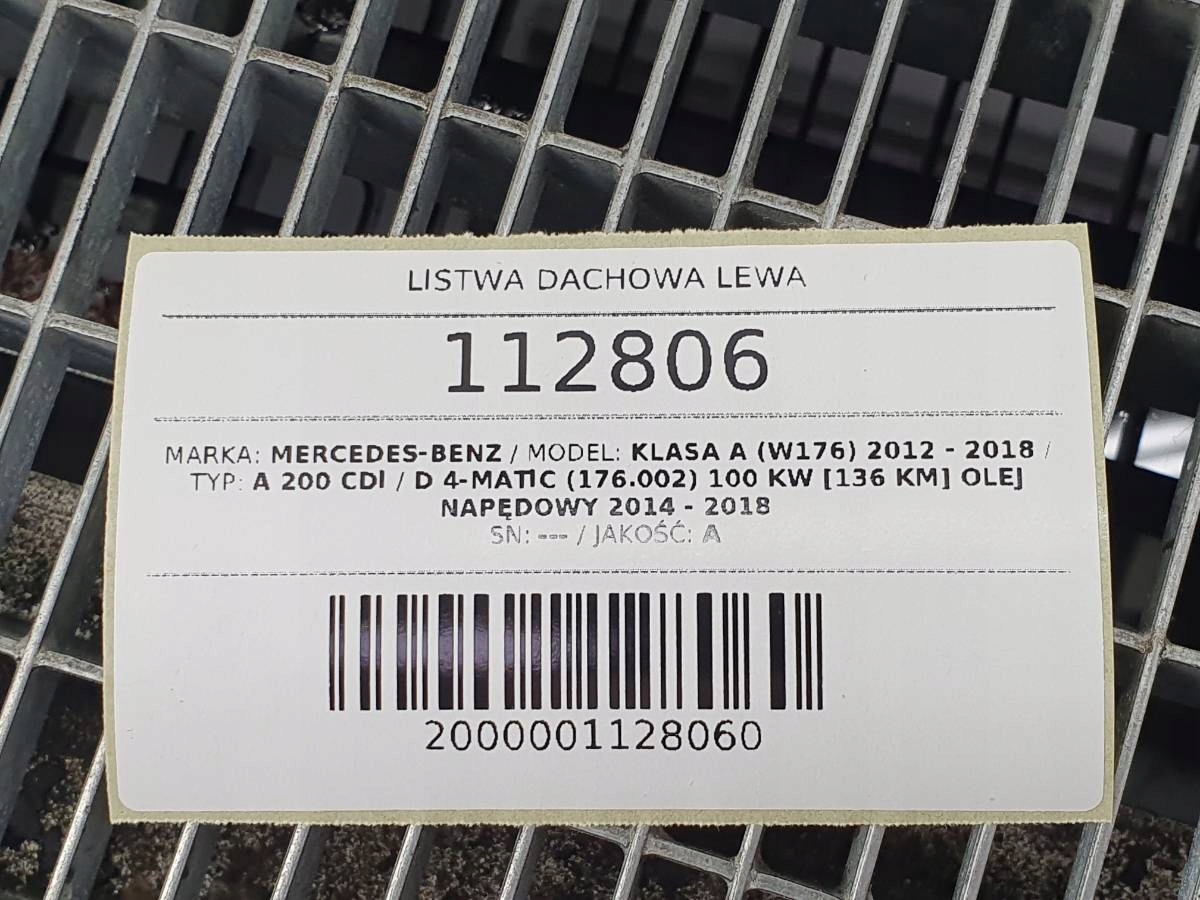 LISTWA DACHOWA LEWA
112806
MARKA: MERCEDES-BENZ / MODEL: KLASA A (W176) 2012 - 2018 /
TYP: A 200 CDI / D 4-MATIC (176.002) 100 KW [136 KM] OLEJ
NAPĘDOWY 2014 - 2018
SN: --- / JAKOŚĆ: A
2000001128060